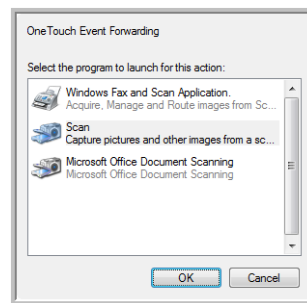 OneTouch Event Forwarding
Select the program to launch for this action:
Windows Fax and Scan Application.
Acquire, Manage and Route images from Sc...
Scan
Capture pictures and other images from a sc...
Microsoft Office Document Scanning
Microsoft Office Document Scanning
OK
Cancel